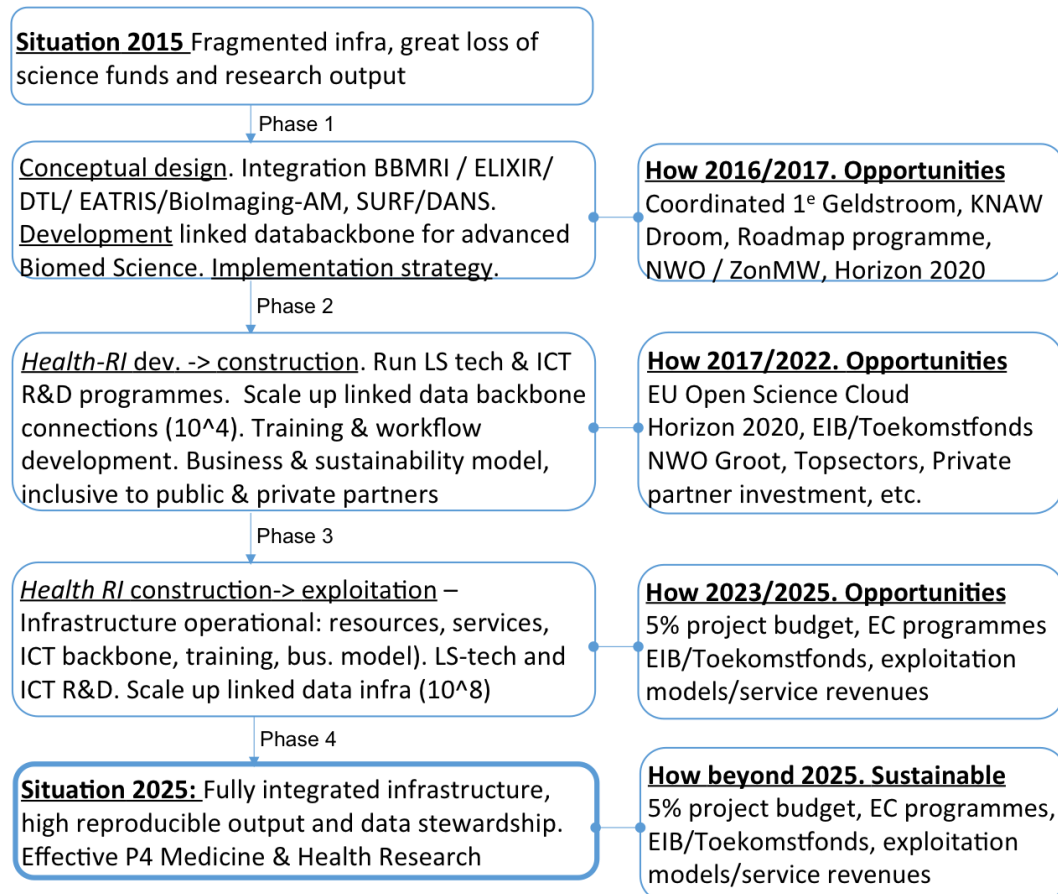 Situation 2015 Fragmented infra, great loss of
science funds and research output
Phase 1
Conceptual design. Integration BBMRI / ELIXIR/
DTL/ EATRIS/BioImaging-AM, SURF/DANS.
Development linked databackbone for advanced
Biomed Science. Implementation strategy.
How 2016/2017. Opportunities
Coordinated 1e Geldstroom, KNAW
Droom, Roadmap programme,
NWO / ZonMW, Horizon 2020
Phase 2
Health-RI dev. -> construction. Run LS tech & ICT
R&D programmes.  Scale up linked data backbone
connections (10^4). Training & workflow
development. Business & sustainability model,
inclusive to public & private partners
How 2017/2022. Opportunities
EU Open Science Cloud
Horizon 2020, EIB/Toekomstfonds
NWO Groot, Topsectors, Private
partner investment, etc.
Phase 3
Health RI construction-> exploitation –
Infrastructure operational: resources, services,
ICT backbone, training, bus. model). LS-tech and
ICT R&D. Scale up linked data infra (10^8)
How 2023/2025. Opportunities
5% project budget, EC programmes
EIB/Toekomstfonds, exploitation
models/service revenues
Phase 4
Situation 2025: Fully integrated infrastructure,
high reproducible output and data stewardship.
Effective P4 Medicine & Health Research
How beyond 2025. Sustainable
5% project budget, EC programmes,
EIB/Toekomstfonds, exploitation
models/service revenues